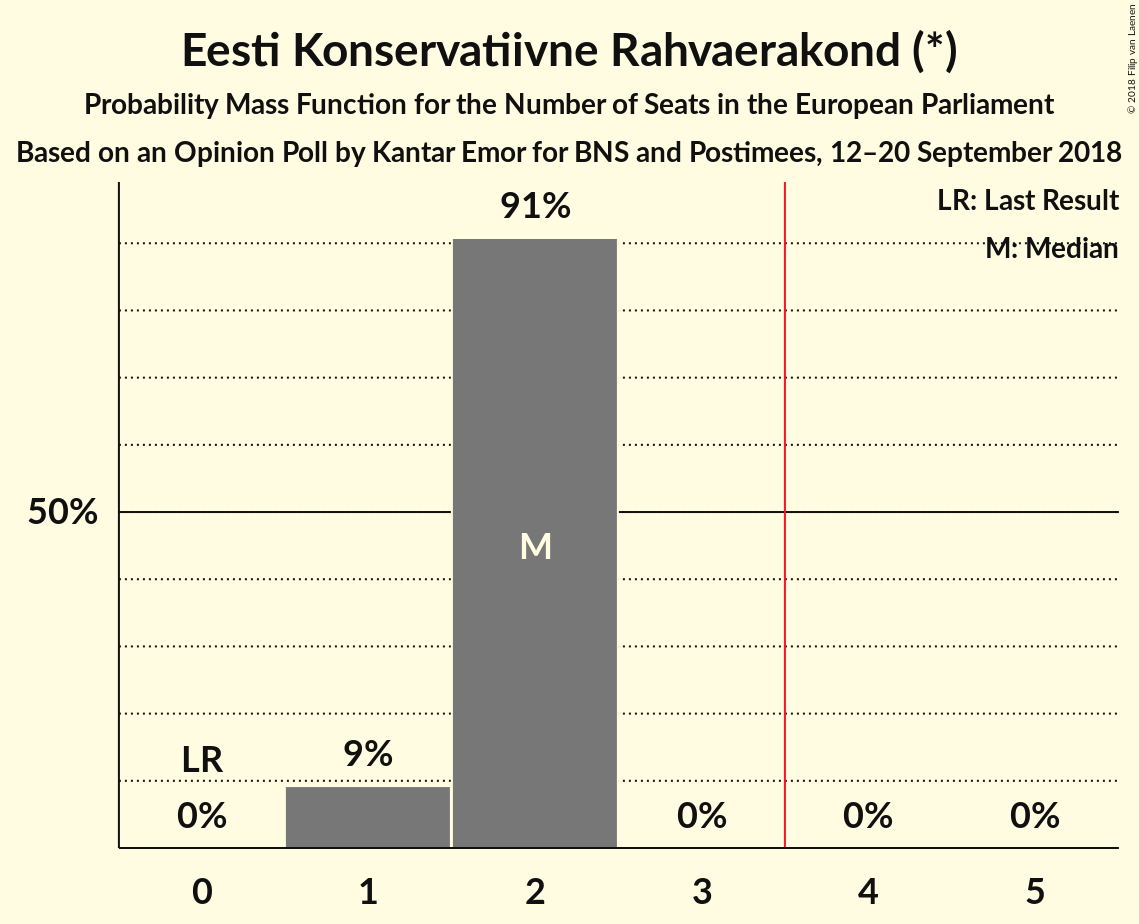 Eesti Konservatiivne Rahvaerakond (*)
Probability Mass Function for the Number of Seats in the European Parliament
Based on an Opinion Poll by Kantar Emor for BNS and Postimees, 12–20 September 2018
© 2018 Filip van Laenen
LR: Last Result
M: Median
91%
50%
M
LR
9%
0%
0%
0%
0%
0 1 2 3 4 5